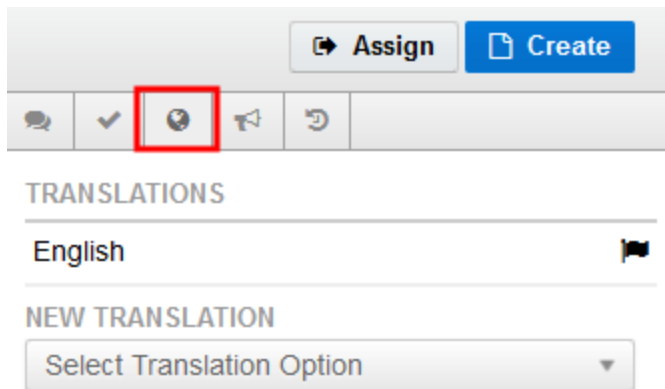 Assign
Create
TRANSLATIONS
English
NEW TRANSLATION
Select Translation Option